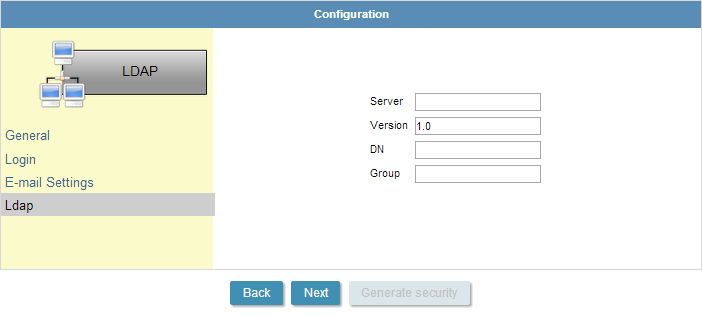 Configuration
LDAP
General
Login
E-mail Settings
Ldap
Server
Version 1.0
DN
Group
Back Next Generate security